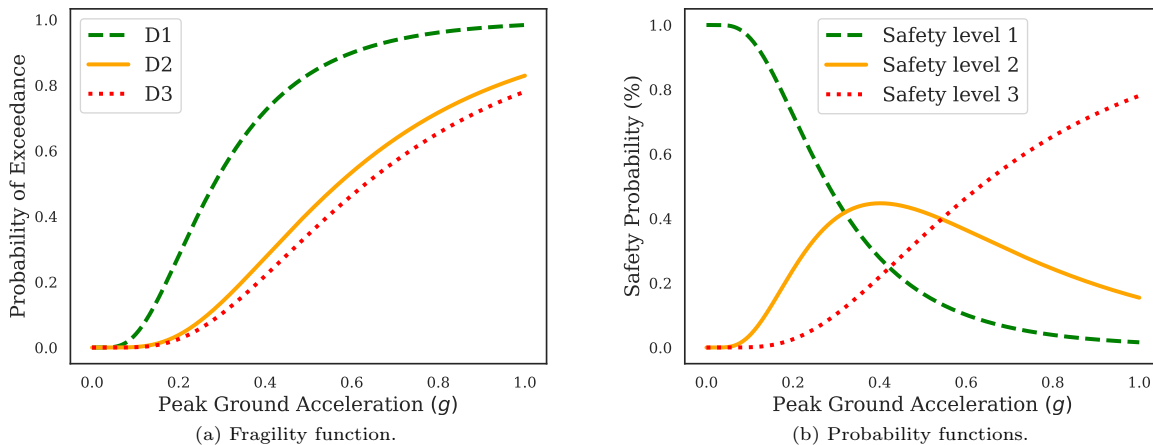 Probability of Exceedance
1.0
0.8
0.6
0.4
0.2
0.0
D1
D2
D3
0.0 0.2 0.4 0.6 0.8 1.0
Peak Ground Acceleration (g)
(a) Fragility function.
Safety Probability (%)
1.0
0.8
0.6
0.4
0.2
0.0
Safety level 1
Safety level 2
Safety level 3
0.0 0.2 0.4 0.6 0.8 1.0
Peak Ground Acceleration (g)
(b) Probability functions.